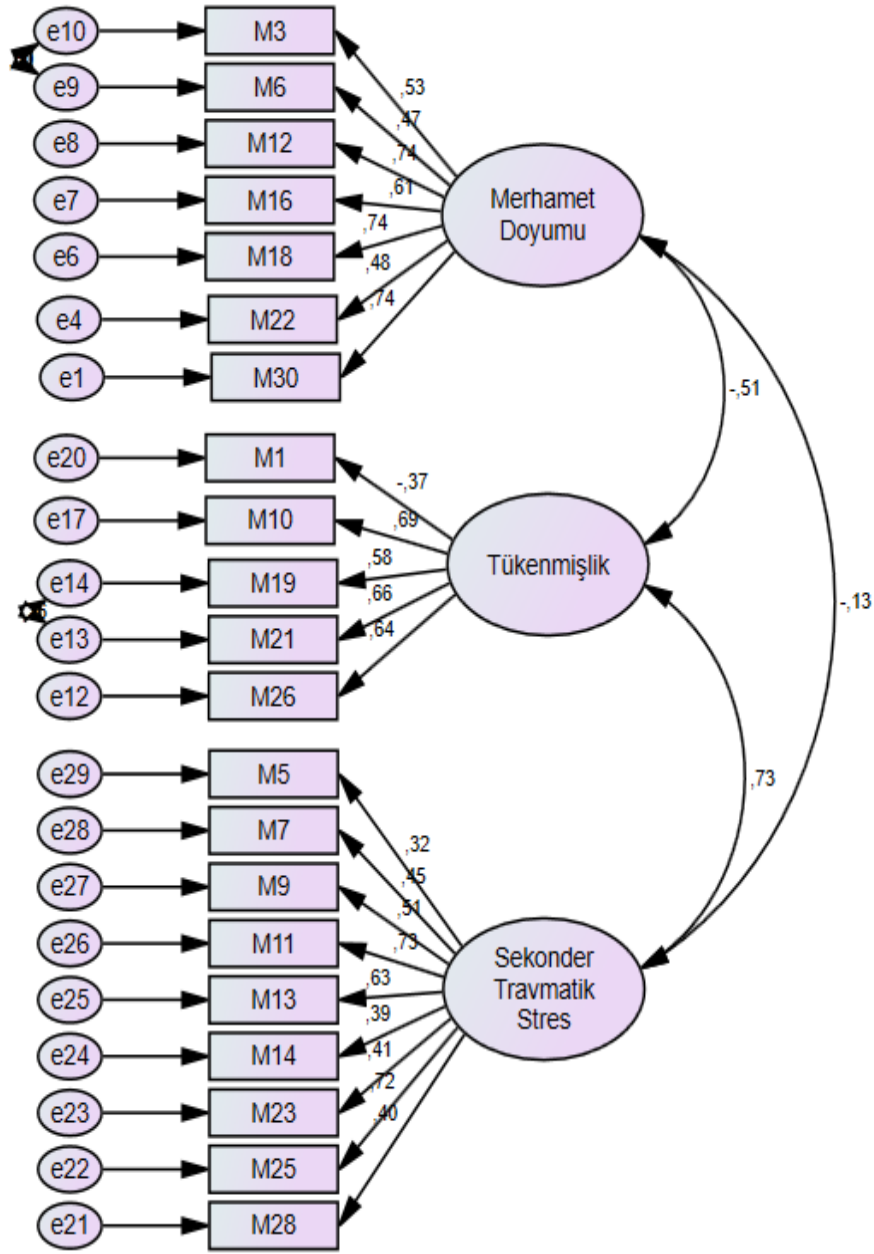 e10
M3
e9
M6
e8
M12
e7
M16
e6
M18
e4
M22
e1
M30
,53
,47
,74
,61
,74
,48
,74
Merhamet
Doyumu
-,51
e20
M1
e17
M10
e14
M19
e13
M21
e12
M26
-,37
,69
,58
,66
,64
Tükenmişlik
-,13
,73
e29
M5
e28
M7
e27
M9
e26
M11
e25
M13
e24
M14
e23
M23
e22
M25
e21
M28
,32
,45
,51
,73
,63
,39
,41
,72
,40
Sekonder
Travmatik
Stres